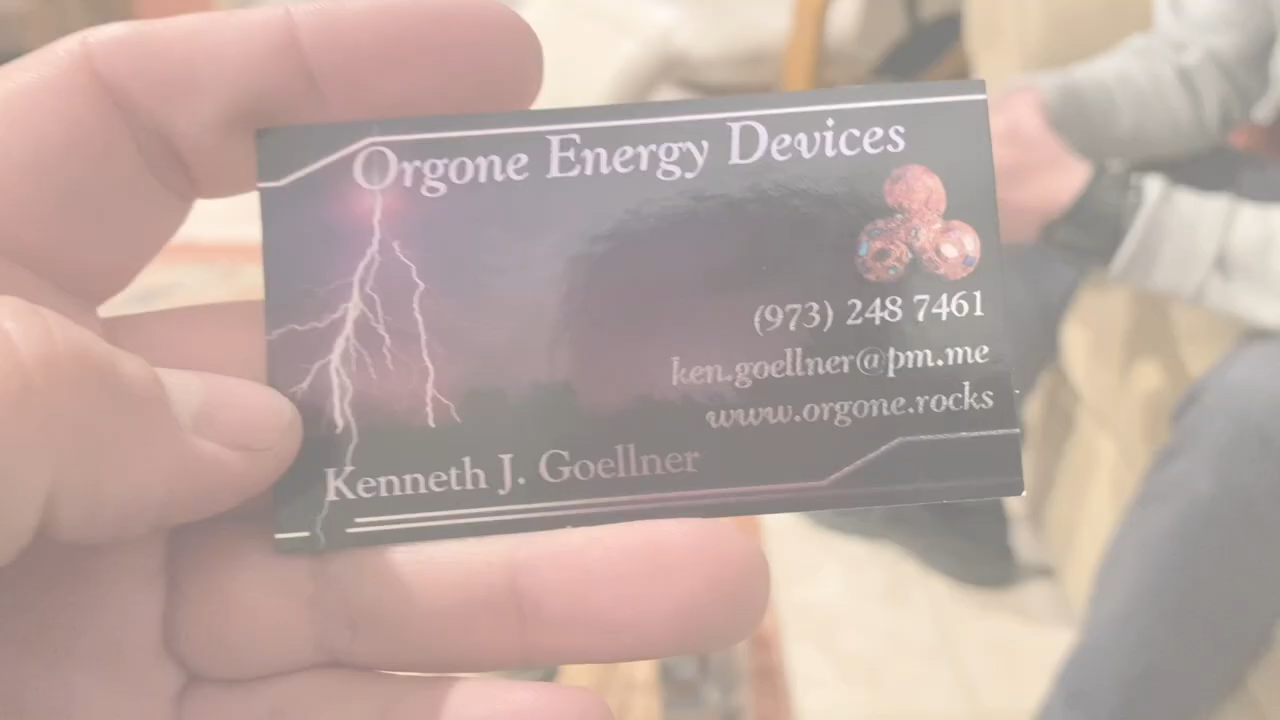 Orgone Energy Devices
(973) 248 7461
ken.goellner@pm.me
www.orgone.rocks
Kenneth J. Goellner